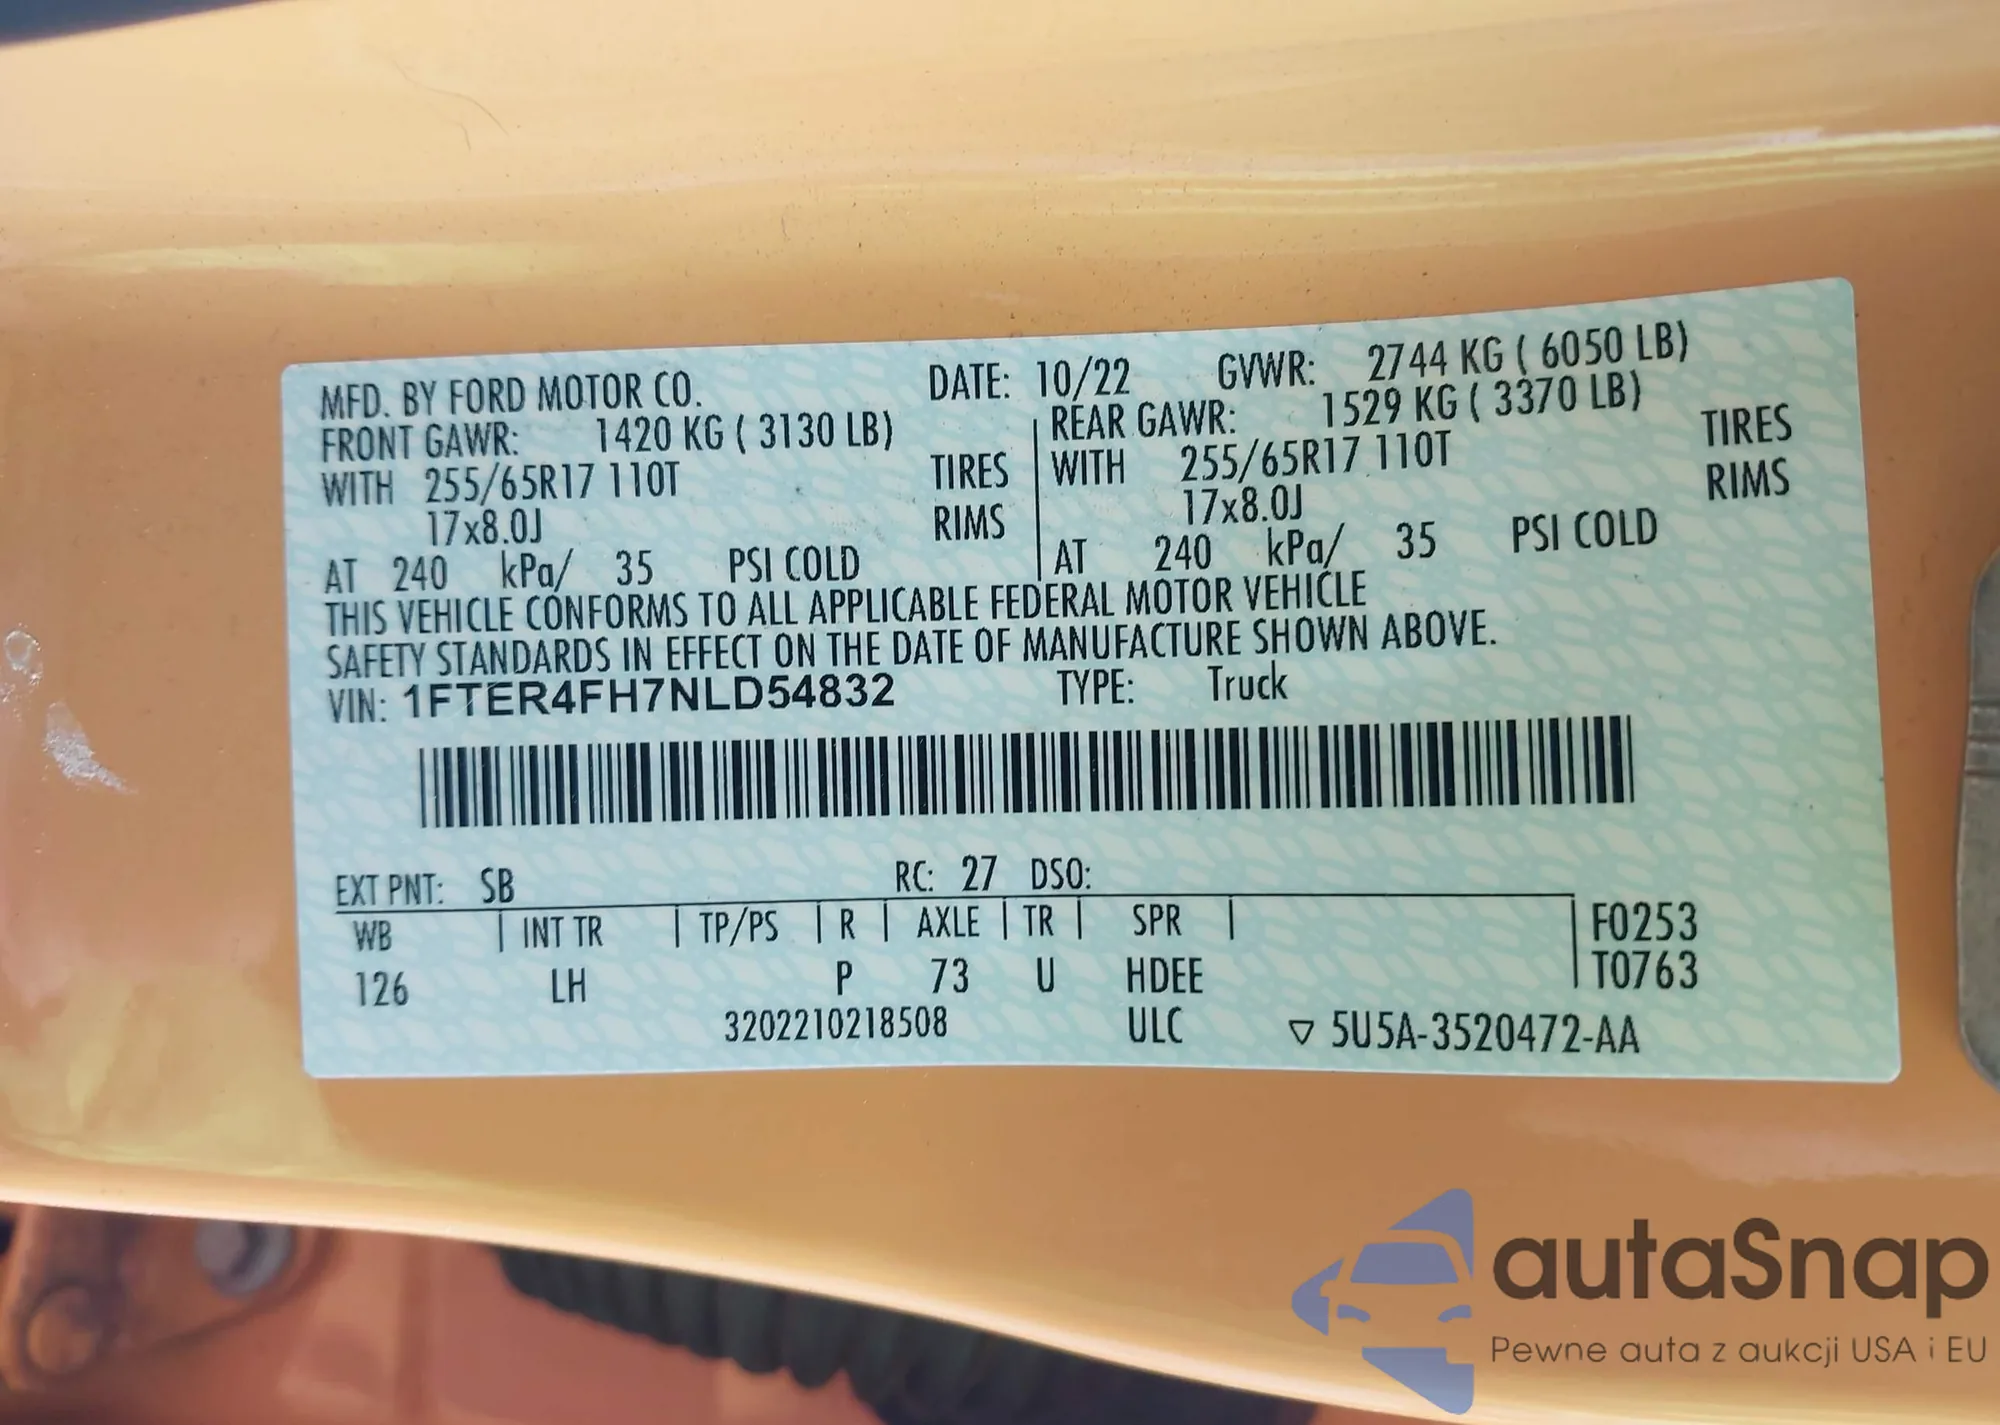 MFD. BY FORD MOTOR CO. DATE: 10/22 GVWR: 2744 KG ( 6050 LB)
FRONT GAWR: 1420 KG ( 3130 LB) REAR GAWR: 1529 KG ( 3370 LB)
WITH 255/65R17 110T TIRES WITH 255/65R17 110T TIRES
17x8.0J RIMS 17x8.0J RIMS
AT 240 kPa/ 35 PSI COLD AT 240 kPa/ 35 PSI COLD
THIS VEHICLE CONFORMS TO ALL APPLICABLE FEDERAL MOTOR VEHICLE
SAFETY STANDARDS IN EFFECT ON THE DATE OF MANUFACTURE SHOWN ABOVE.
VIN: 1FTER4FH7NLD54832 TYPE: Truck
EXT PNT: SB RC: 27 DSO:
WB INT TR TP/PS R AXLE TR SPR F0253
126 LH P 73 U HDEE T0763
3202210218508 ULC ▽ 5U5A-3520472-AA
autaSnap
Pewne auta z aukcji USA i EU